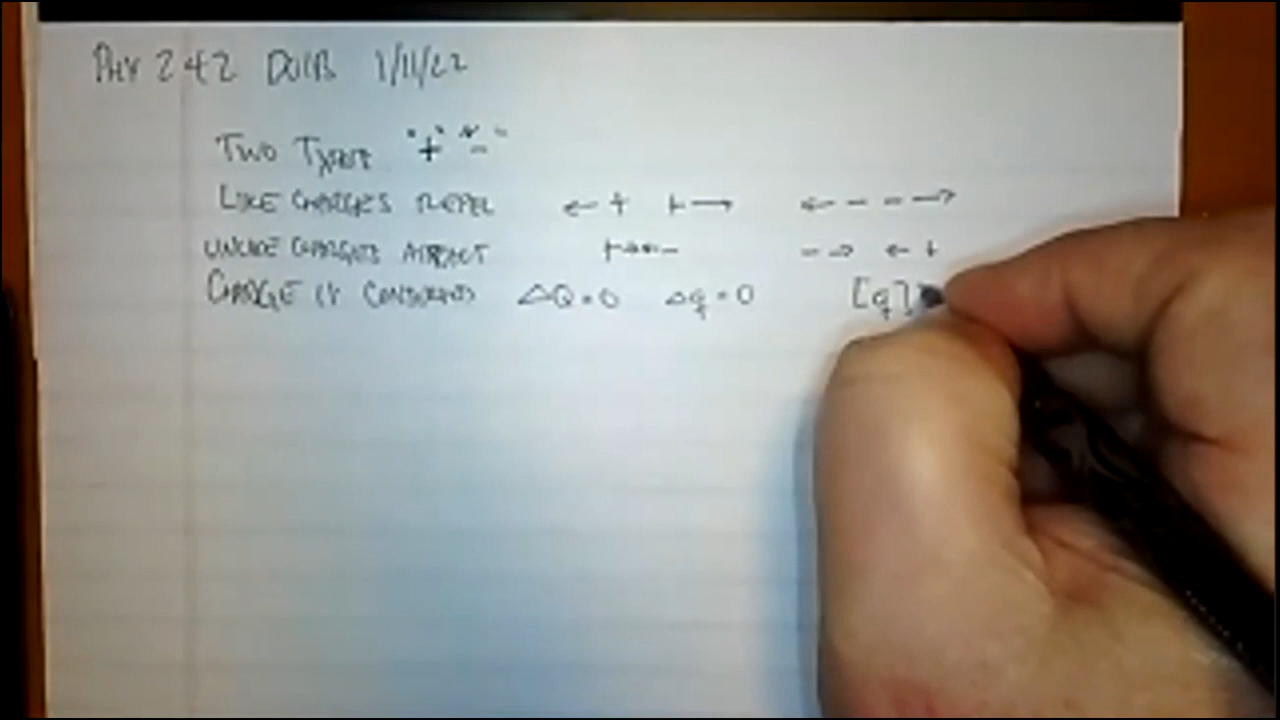 PHY 242 1/11/22
TWO TYPES "+" "-"
LIKE CHARGES REPEL ← + + → ← - - →
UNLIKE CHARGES ATTRACT + → ← - - → ← +
CHARGE IS CONSERVED ΔQ = 0 Δq = 0 [q]